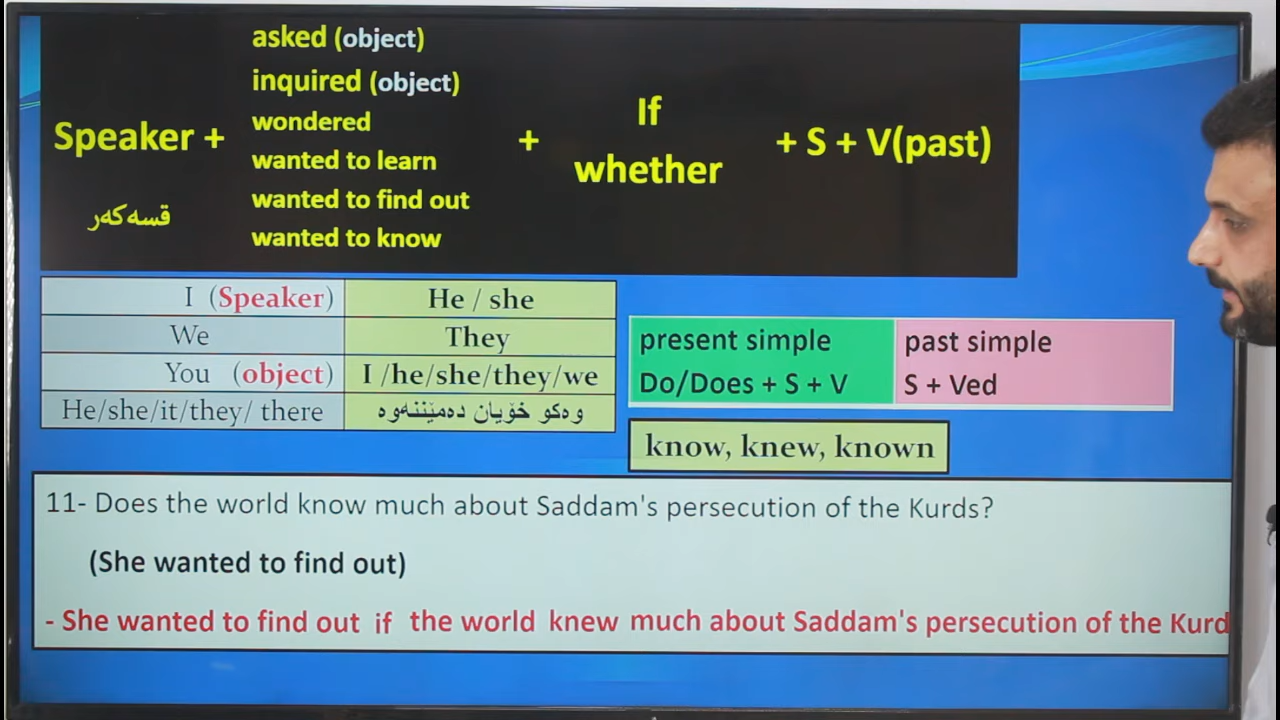 asked (object)
inquired (object)
wondered
wanted to learn
wanted to find out
wanted to know
Speaker +
قسەکەر
+
If
whether
+ S + V(past)
I (Speaker) He / she
We They
You (object) I /he/she/they/we
He/she/it/they/ there وەکو خۆیان دەمێننەوە
present simple
Do/Does + S + V
past simple
S + Ved
know, knew, known
11- Does the world know much about Saddam's persecution of the Kurds?
(She wanted to find out)
- She wanted to find out if the world knew much about Saddam's persecution of the Kurd